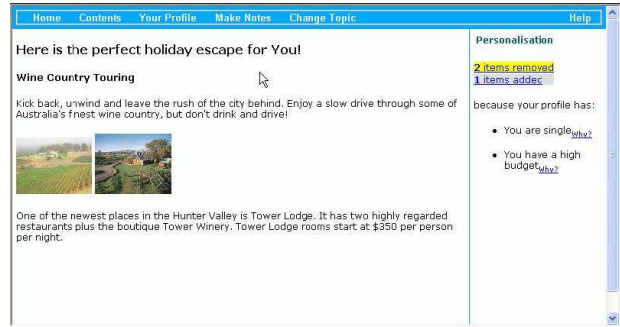 Home Contents Your Profile Make Notes Change Topic Help
Here is the perfect holiday escape for You!
Wine Country Touring
Kick back, unwind and leave the rush of the city behind. Enjoy a slow drive through some of
Australia's finest wine country, but don't drink and drive!
One of the newest places in the Hunter Valley is Tower Lodge. It has two highly regarded
restaurants plus the boutique Tower Winery. Tower Lodge rooms start at $350 per person
per night.
Personalisation
2 items removed
1 items added
because your profile has:
• You are single Why?
• You have a high
budget Why?